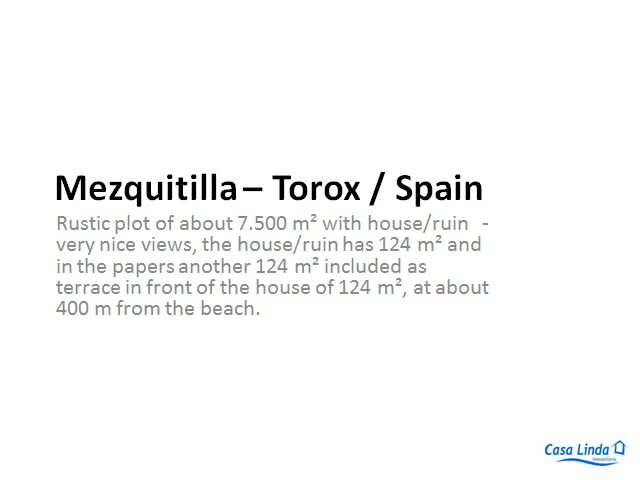 Mezquitilla – Torox / Spain
Rustic plot of about 7.500 m² with house/ruin -
very nice views, the house/ruin has 124 m² and
in the papers another 124 m² included as
terrace in front of the house of 124 m², at about
400 m from the beach.
Casa Linda
inmobiliaria